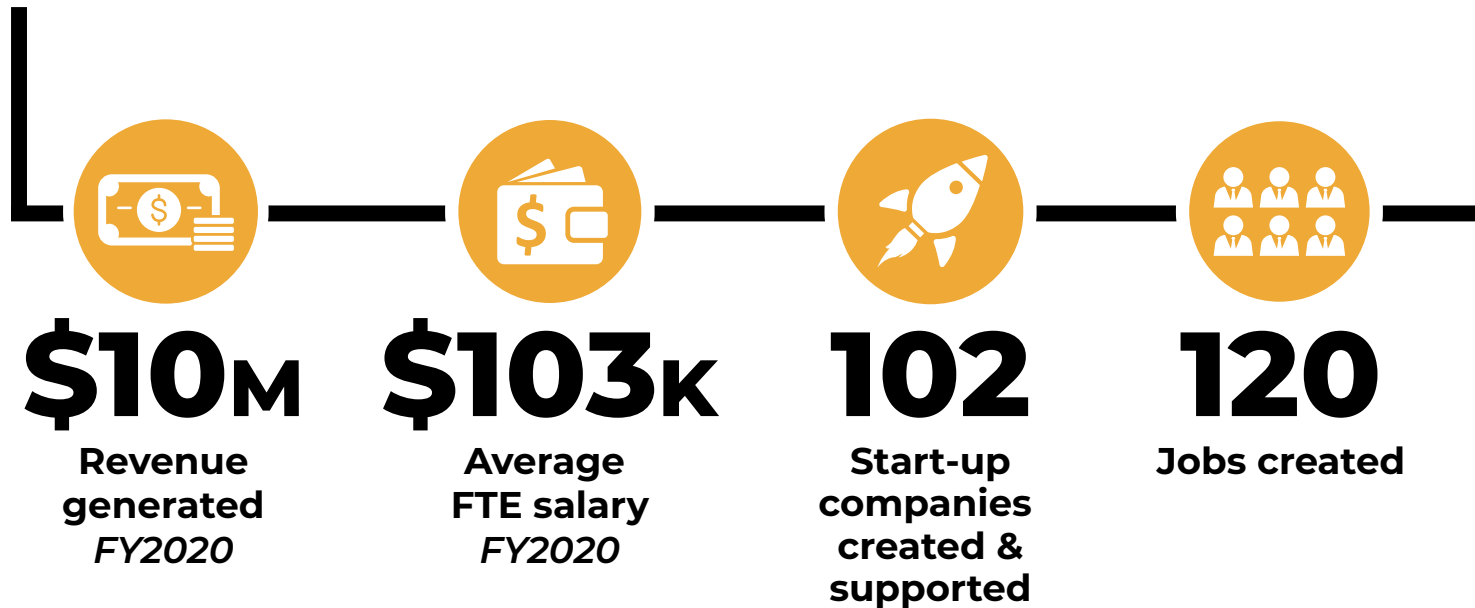 $10M
Revenue
generated
FY2020
$103K
Average
FTE salary
FY2020
102
Start-up
companies
created &
supported
120
Jobs created